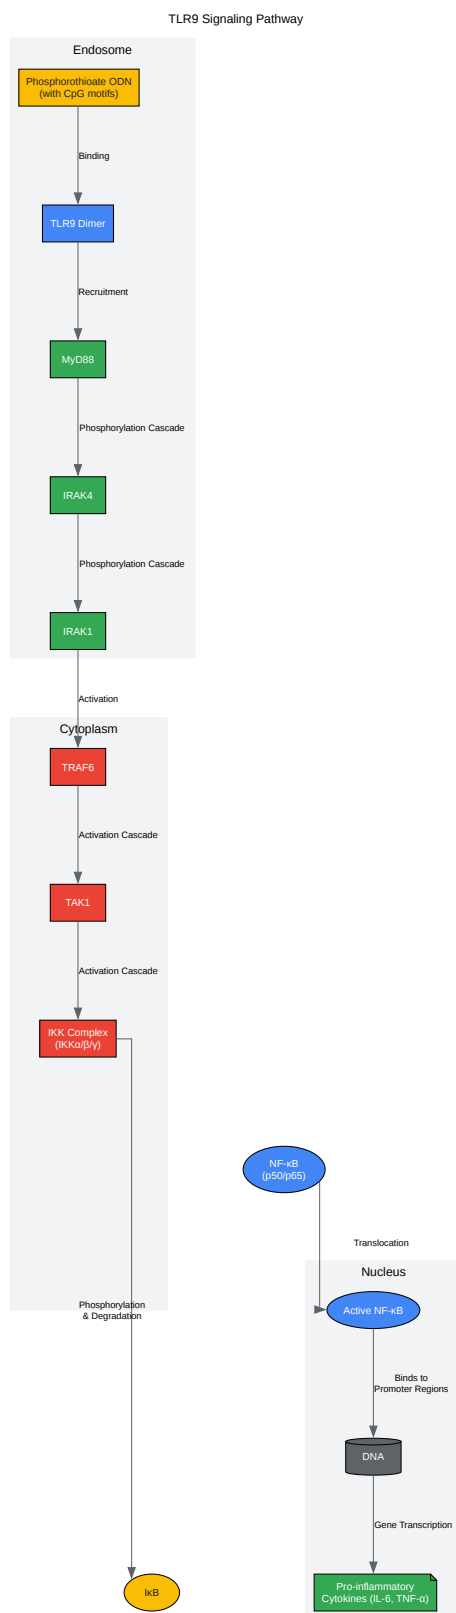 TLR9 Signaling Pathway
Endosome
Phosphorothioate ODN
(with CpG motifs)
Binding
TLR9 Dimer
Recruitment
MyD88
Phosphorylation Cascade
IRAK4
Phosphorylation Cascade
IRAK1
Activation
Cytoplasm
TRAF6
Activation Cascade
TAK1
Activation Cascade
IKK Complex
(IKKα/β/γ)
NF-κB
(p50/p65)
Translocation
Nucleus
Phosphorylation
& Degradation
Active NF-κB
Binds to
Promoter Regions
DNA
Gene Transcription
IκB
Pro-inflammatory
Cytokines (IL-6, TNF-α)